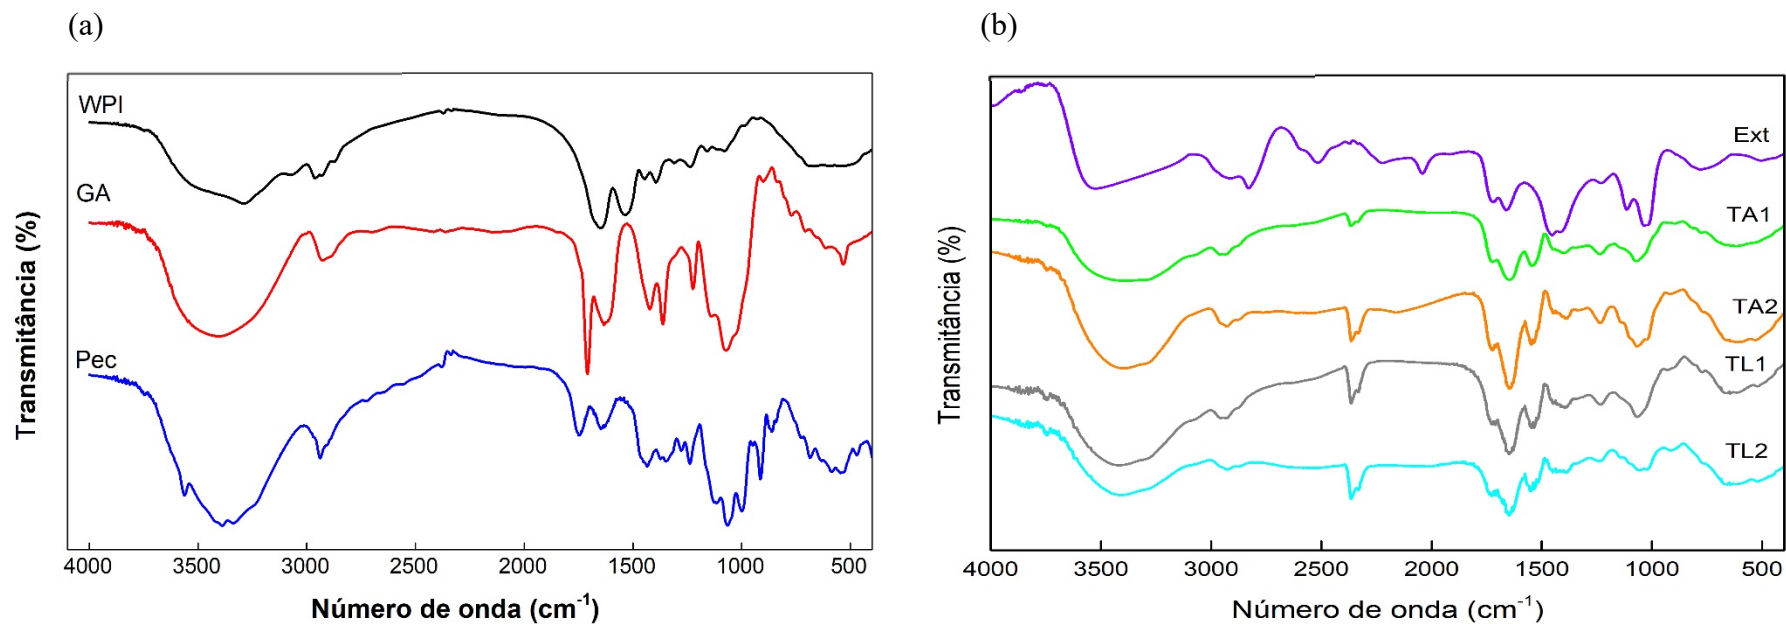 (a)
WPI
GA
Pec
Transmitância (%)
4000 3500 3000 2500 2000 1500 1000 500
Número de onda (cm⁻¹)
(b)
Ext
TA1
TA2
TL1
TL2
Transmitância (%)
4000 3500 3000 2500 2000 1500 1000 500
Número de onda (cm⁻¹)